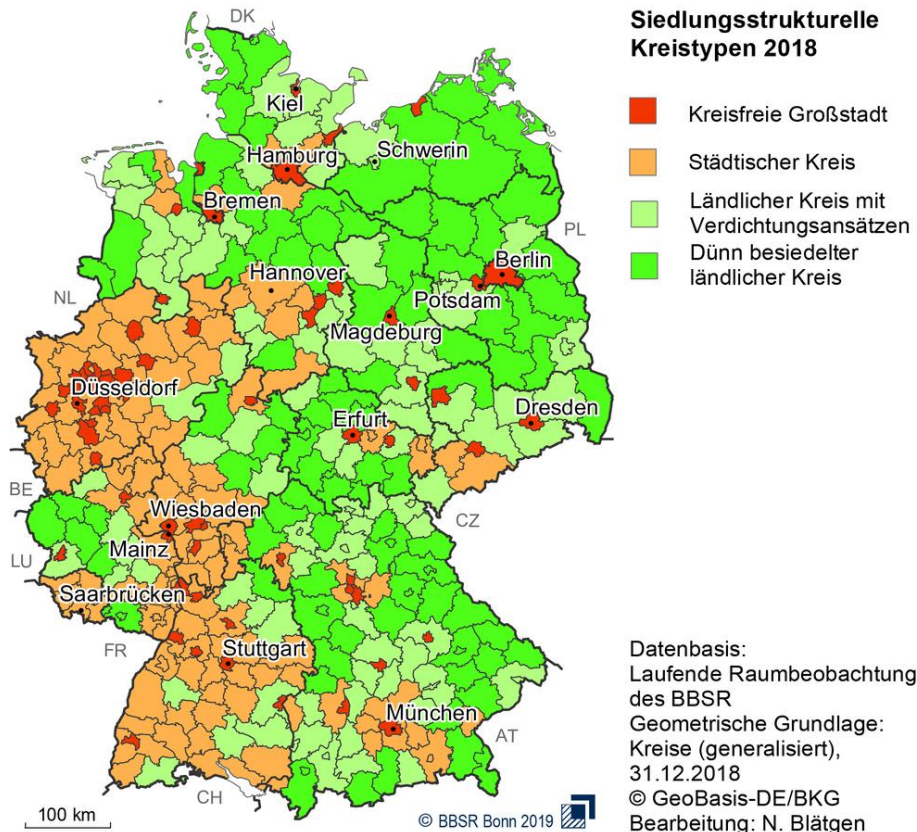 Siedlungsstrukturelle
Kreistypen 2018
Kreisfreie Großstadt
Städtischer Kreis
Ländlicher Kreis mit
Verdichtungsansätzen
Dünn besiedelter
ländlicher Kreis
DK
Kiel
Hamburg
Schwerin
Bremen
PL
Berlin
Hannover
Potsdam
NL
Magdeburg
Düsseldorf
Erfurt
Dresden
BE
Wiesbaden
CZ
Mainz
LU
Saarbrücken
FR
Stuttgart
München
AT
CH
100 km
© BBSR Bonn 2019
Datenbasis:
Laufende Raumbeobachtung
des BBSR
Geometrische Grundlage:
Kreise (generalisiert),
31.12.2018
© GeoBasis-DE/BKG
Bearbeitung: N. Blätgen